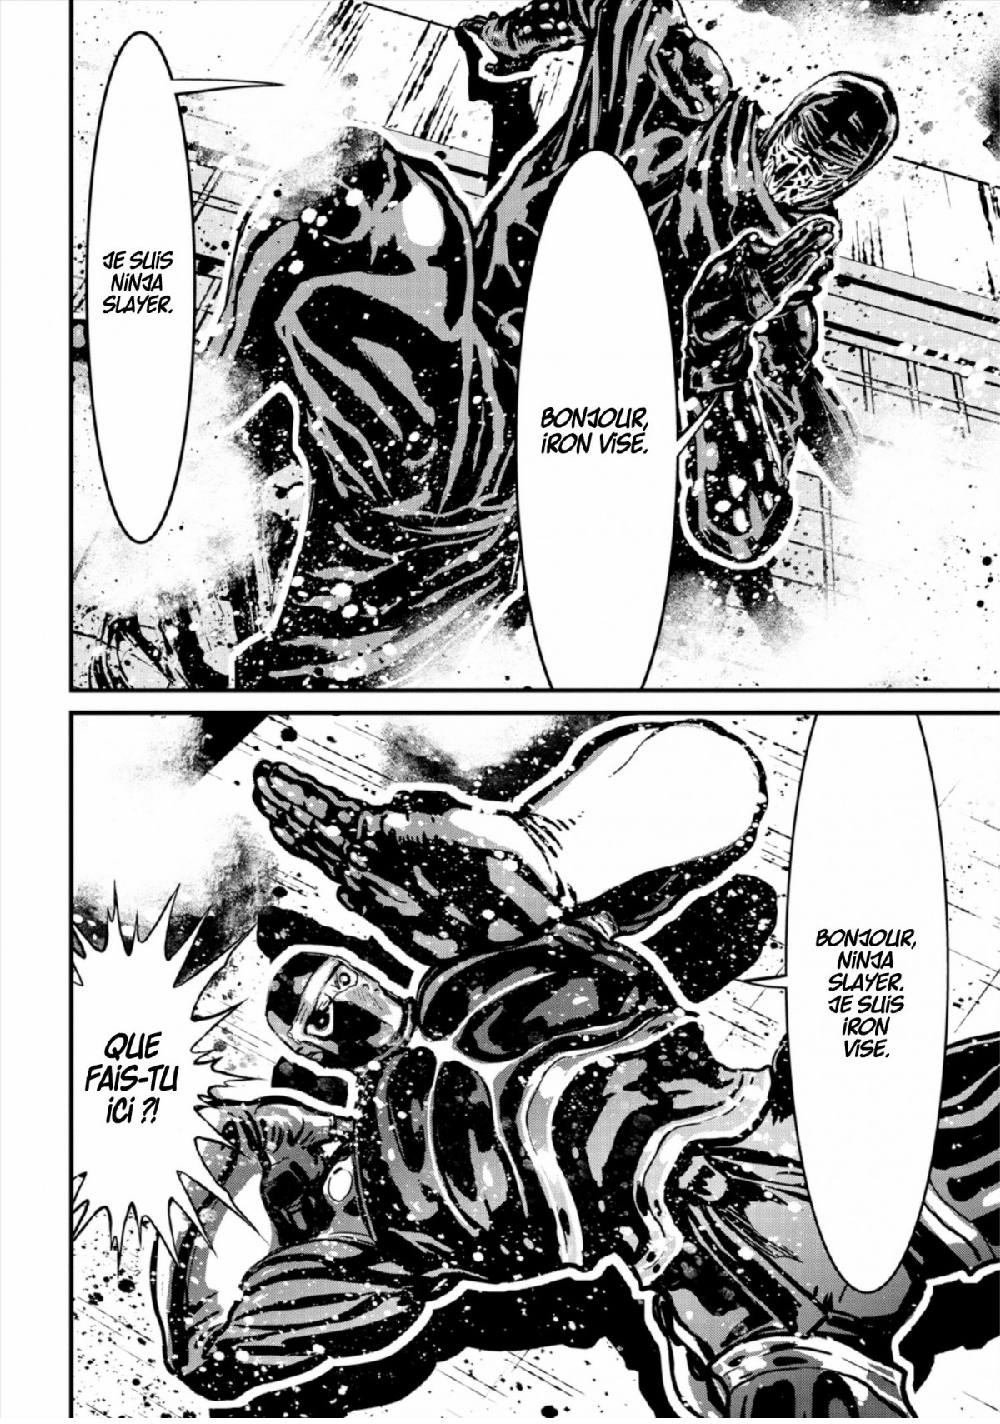 BONJOUR,
IRON VISE.
JE SUIS
NINJA
SLAYER.
BONJOUR,
NINJA
SLAYER.
JE SUIS
IRON
VISE.
QUE
FAIS-TU
ICI ?!